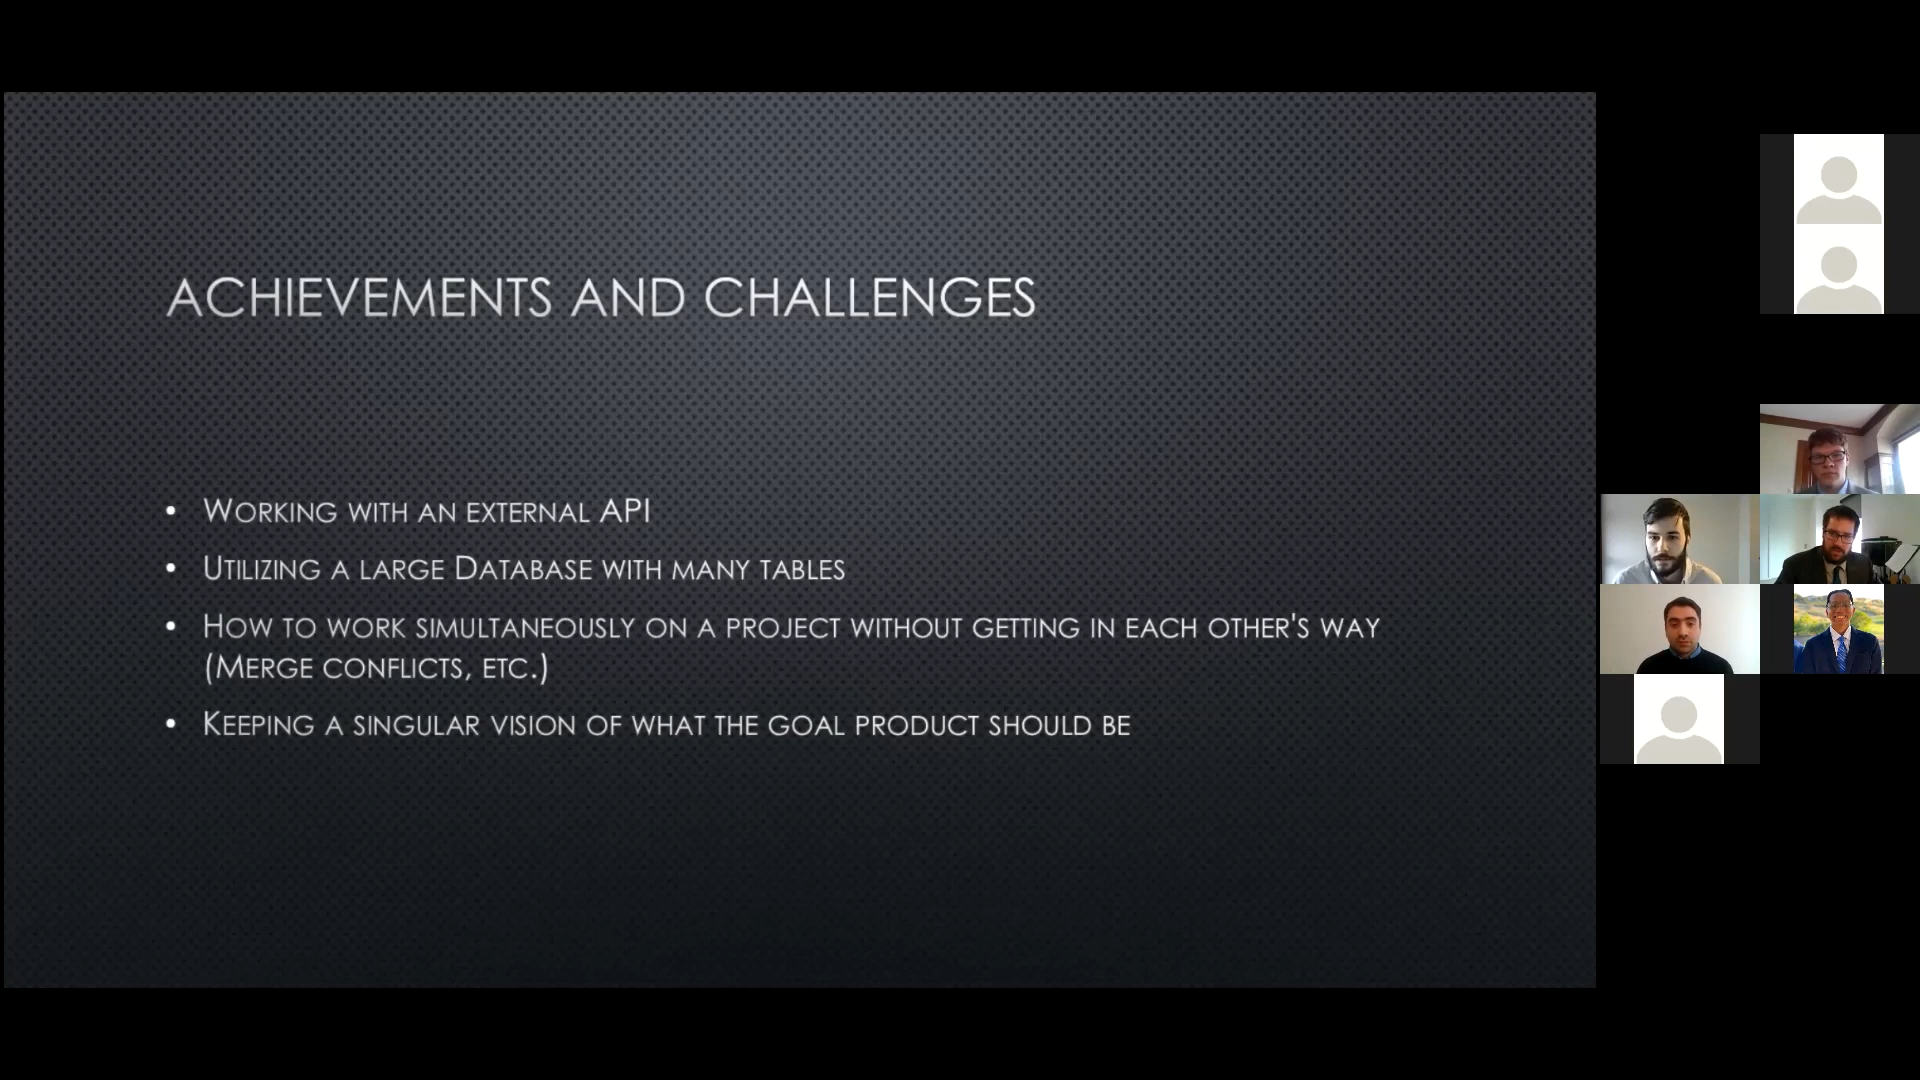 ACHIEVEMENTS AND CHALLENGES
• WORKING WITH AN EXTERNAL API
• UTILIZING A LARGE DATABASE WITH MANY TABLES
• HOW TO WORK SIMULTANEOUSLY ON A PROJECT WITHOUT GETTING IN EACH OTHER'S WAY
(MERGE CONFLICTS, ETC.)
• KEEPING A SINGULAR VISION OF WHAT THE GOAL PRODUCT SHOULD BE